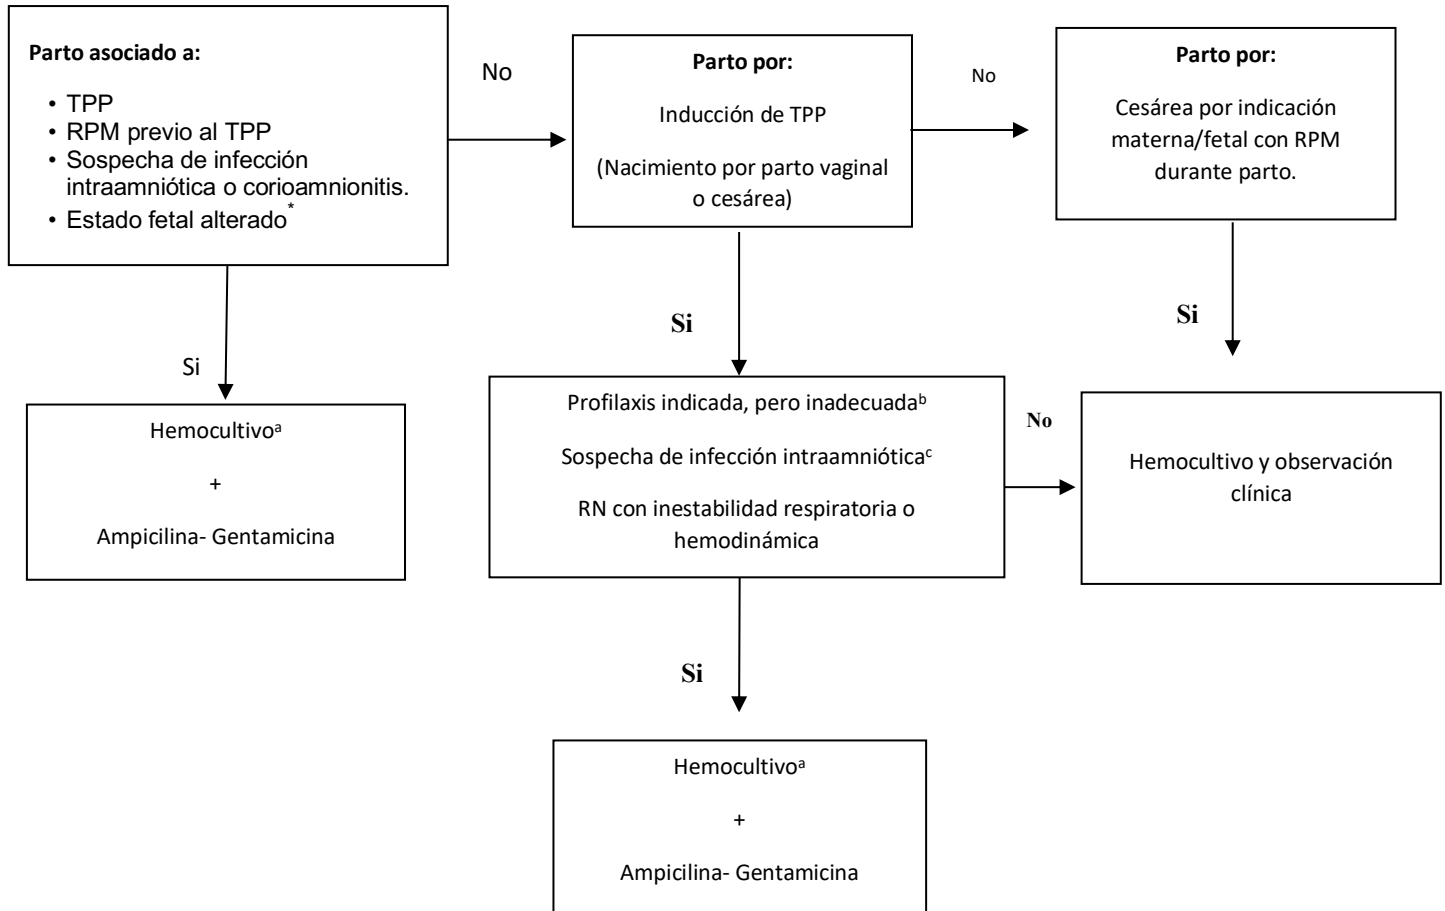 Parto asociado a:
• TPP
• RPM previo al TPP
• Sospecha de infección
intraamniótica o corioamnionitis.
• Estado fetal alterado*
No
Parto por:
Inducción de TPP
(Nacimiento por parto vaginal
o cesárea)
No
Parto por:
Cesárea por indicación
materna/fetal con RPM
durante parto.
Si
Si
Si
Hemocultivoᵃ
+
Ampicilina- Gentamicina
Profilaxis indicada, pero inadecuadaᵇ
Sospecha de infección intraamnióticaᶜ
RN con inestabilidad respiratoria o
hemodinámica
No
Hemocultivo y observación
clínica
Si
Hemocultivoᵃ
+
Ampicilina- Gentamicina